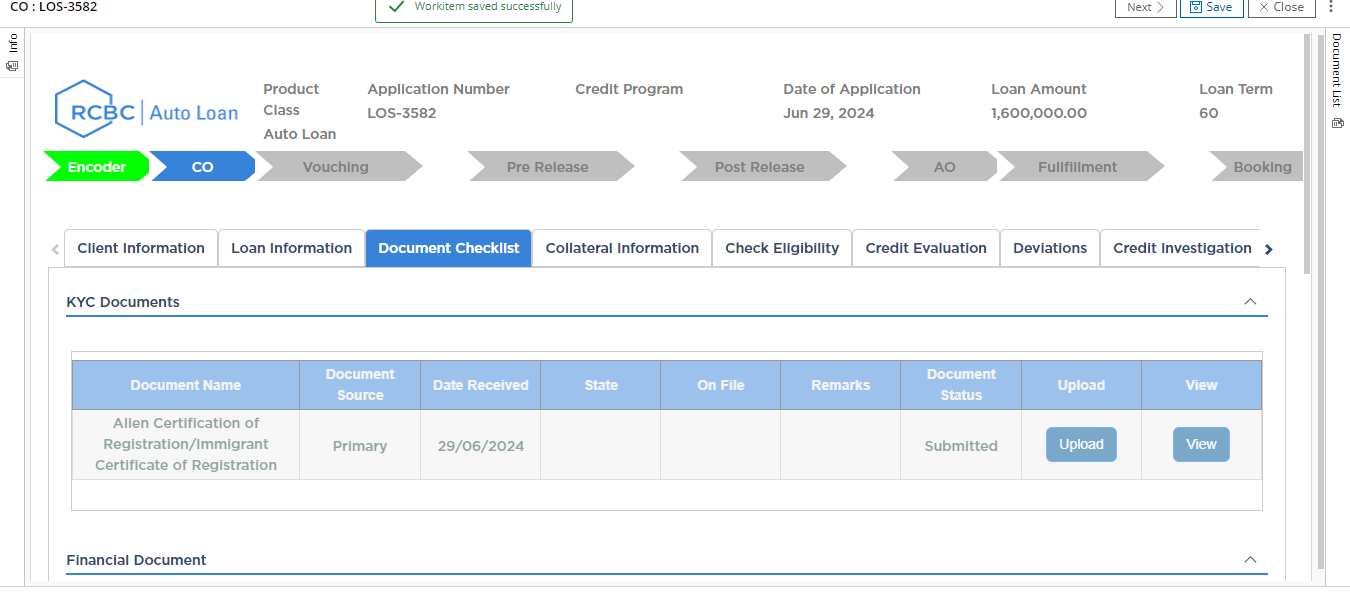 CO : LOS-3582
Workitem saved successfully
Next
Save
Close
Info
Document List
RCBC Auto Loan
Product
Class
Auto Loan
Application Number
LOS-3582
Credit Program
Date of Application
Jun 29, 2024
Loan Amount
1,600,000.00
Loan Term
60
Encoder
CO
Vouching
Pre Release
Post Release
AO
Fullfillment
Booking
Client Information
Loan Information
Document Checklist
Collateral Information
Check Eligibility
Credit Evaluation
Deviations
Credit Investigation
KYC Documents
Document Name
Document
Source
Date Received
State
On File
Remarks
Document
Status
Upload
View
Alien Certification of
Registration/Immigrant
Certificate of Registration
Primary
29/06/2024
Submitted
Upload
View
Financial Document